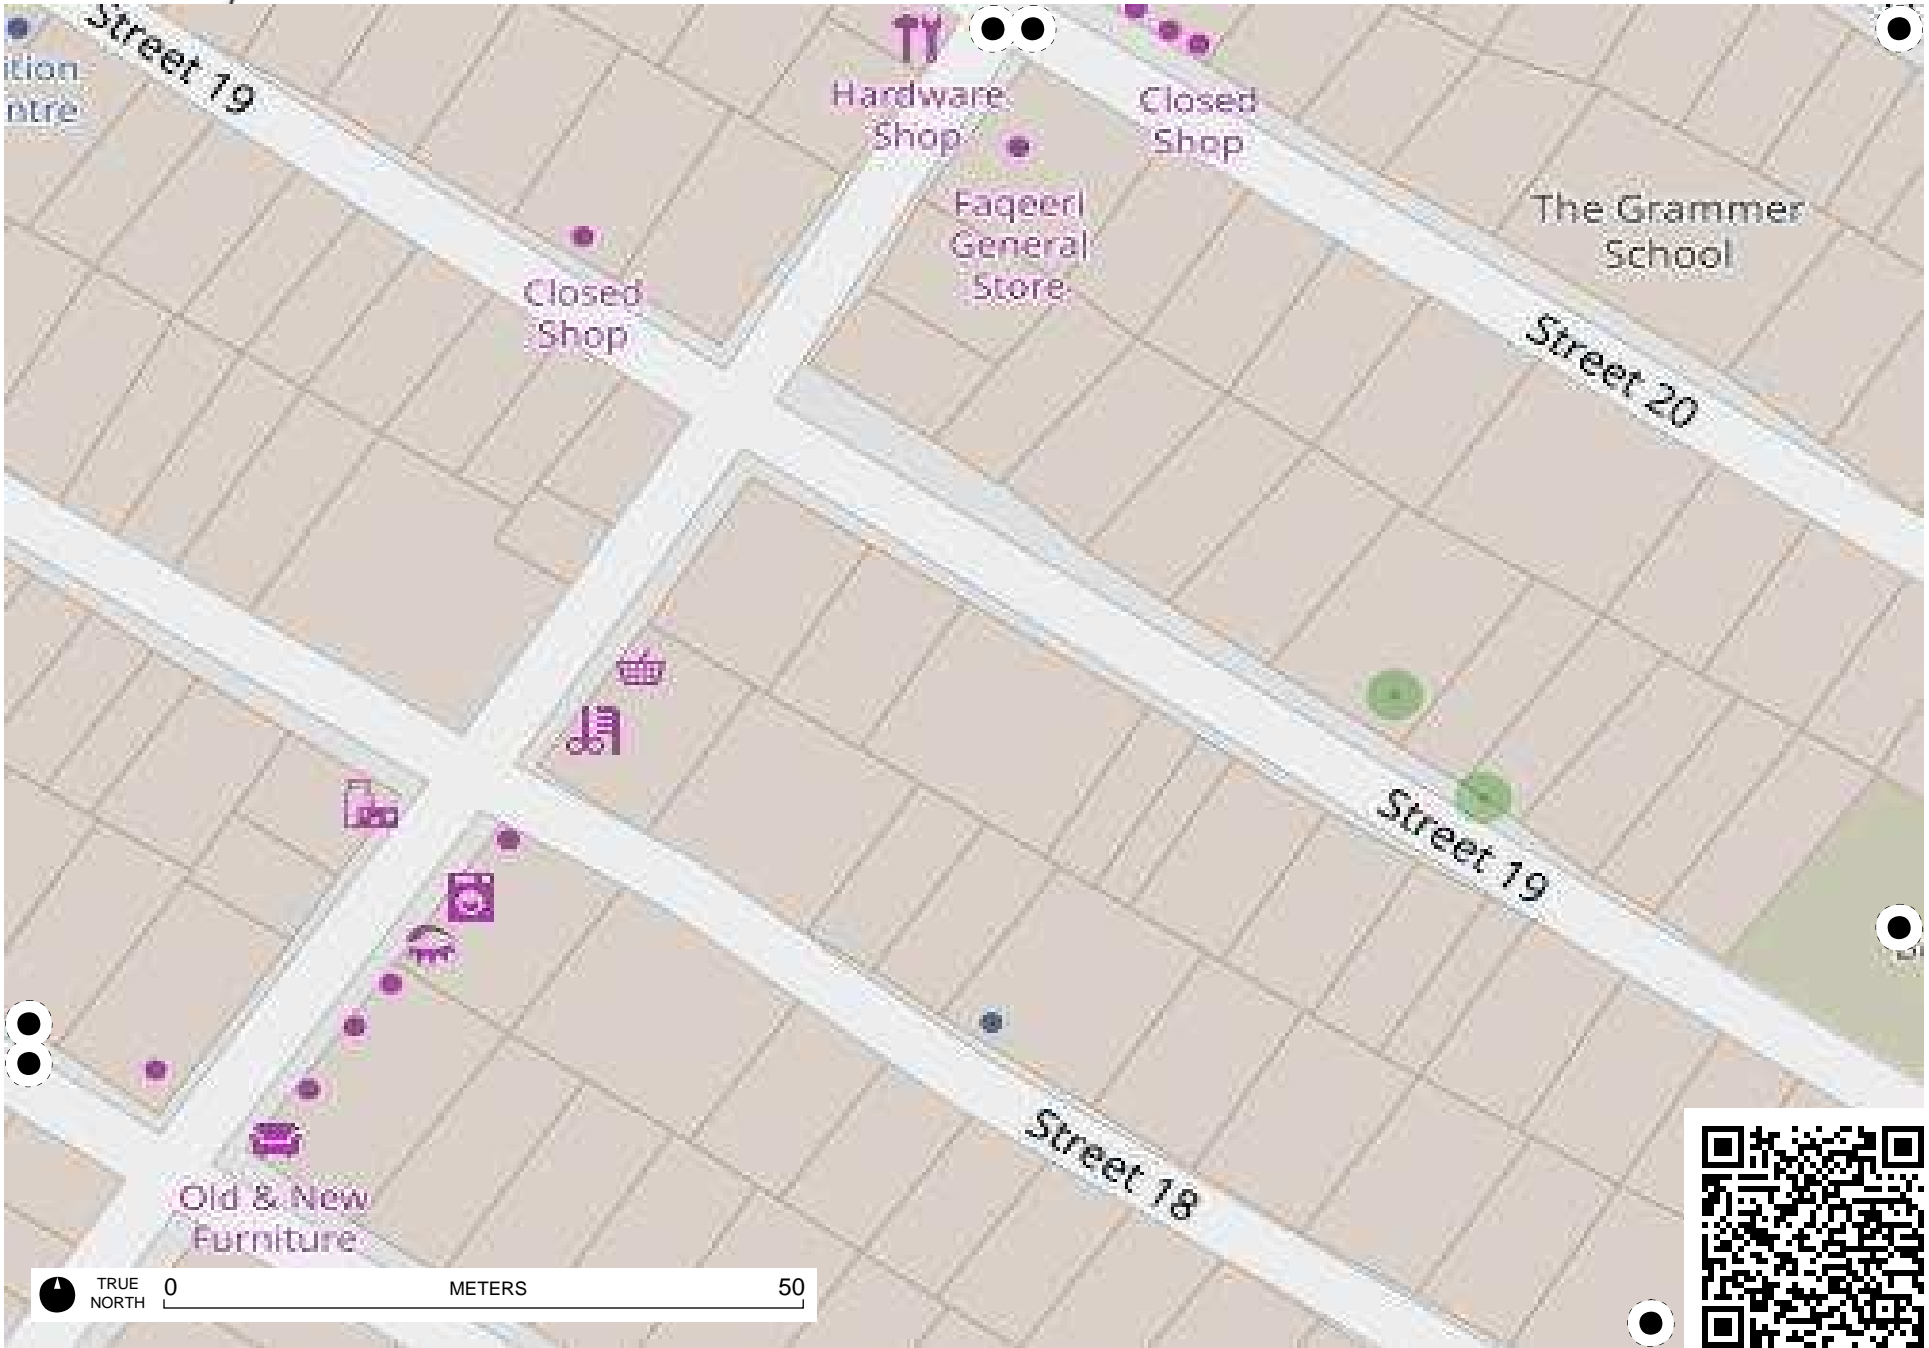 Street 19
ition
ntre
Hardware
Shop
Closed
Shop
Faqeeri
General
Store
The Grammer
School
Closed
Shop
Street 20
Street 19
Street 18
Old & New
Furniture
TRUE
NORTH
0
METERS
50